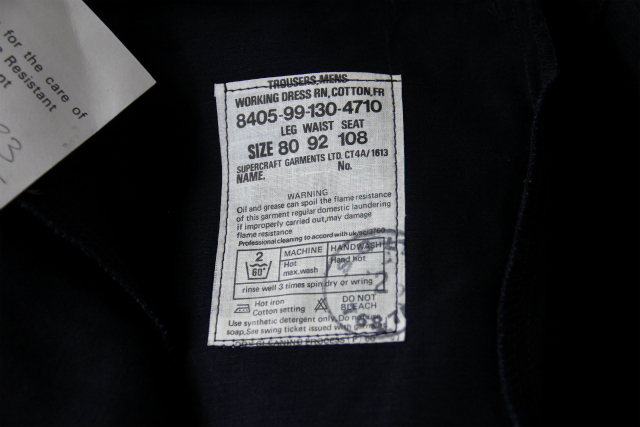 for the care of
Resistant
TROUSERS, MENS
WORKING DRESS RN, COTTON, FR
8405-99-130-4710
LEG WAIST SEAT
SIZE 80 92 108
SUPERCRAFT GARMENTS LTD. CT4A/1613
NAME. No.
WARNING
Oil and grease can spoil the flame resistance
of this garment regular domestic laundering
if improperly carried out, may damage
flame resistance
Professional cleaning to accord with
2 MACHINE HANDWASH
60° Hot Hand hot
max. wash
rinse well 3 times spin dry or wring
Hot iron DO NOT
Cotton setting BLEACH
Use synthetic detergent only. Do not use
soap. See swing ticket issued with garment